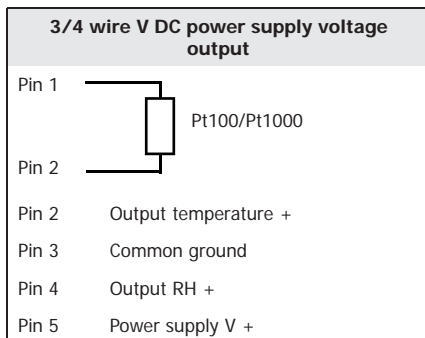 3/4 wire V DC power supply voltage
output
Pin 1
Pt100/Pt1000
Pin 2
Pin 2 Output temperature +
Pin 3 Common ground
Pin 4 Output RH +
Pin 5 Power supply V +